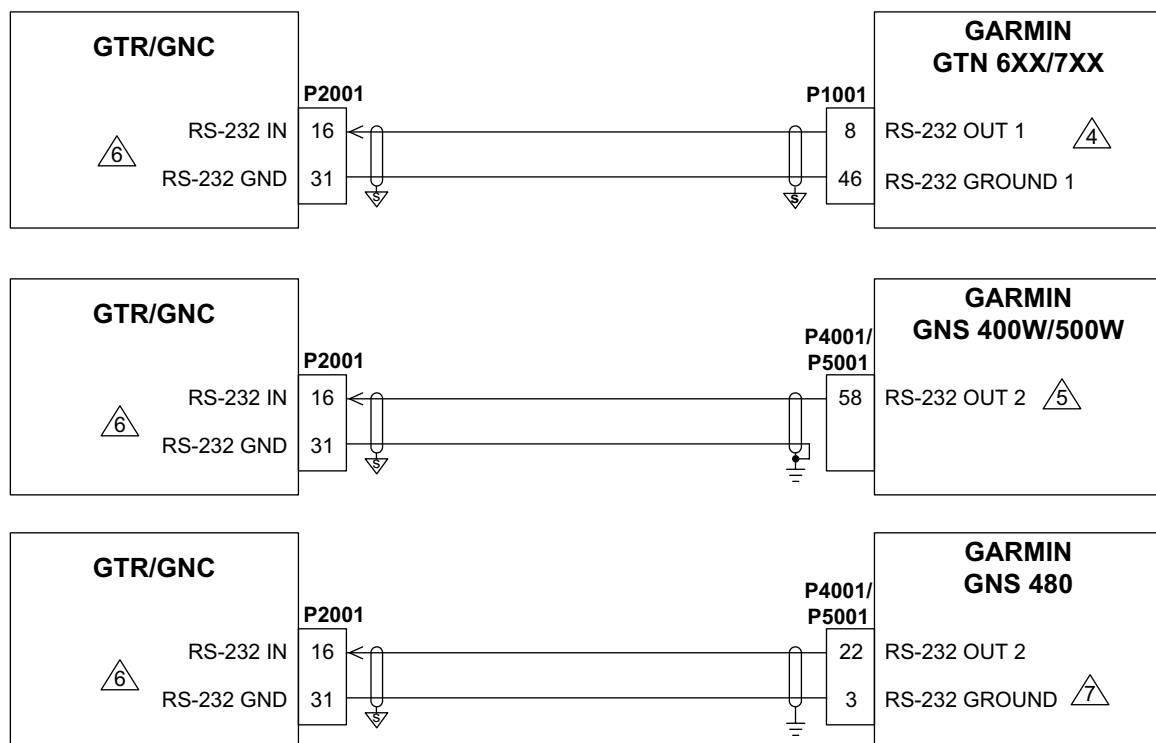 GTR/GNC
GARMIN
GTN 6XX/7XX
P2001
P1001
RS-232 IN 16
8 RS-232 OUT 1 4
6
RS-232 GND 31
46 RS-232 GROUND 1
S
S
GTR/GNC
GARMIN
GNS 400W/500W
P2001
P4001/
P5001
RS-232 IN 16
58 RS-232 OUT 2 5
6
RS-232 GND 31
S
GTR/GNC
GARMIN
GNS 480
P2001
P4001/
P5001
RS-232 IN 16
22 RS-232 OUT 2
6
RS-232 GND 31
3 RS-232 GROUND 7
S